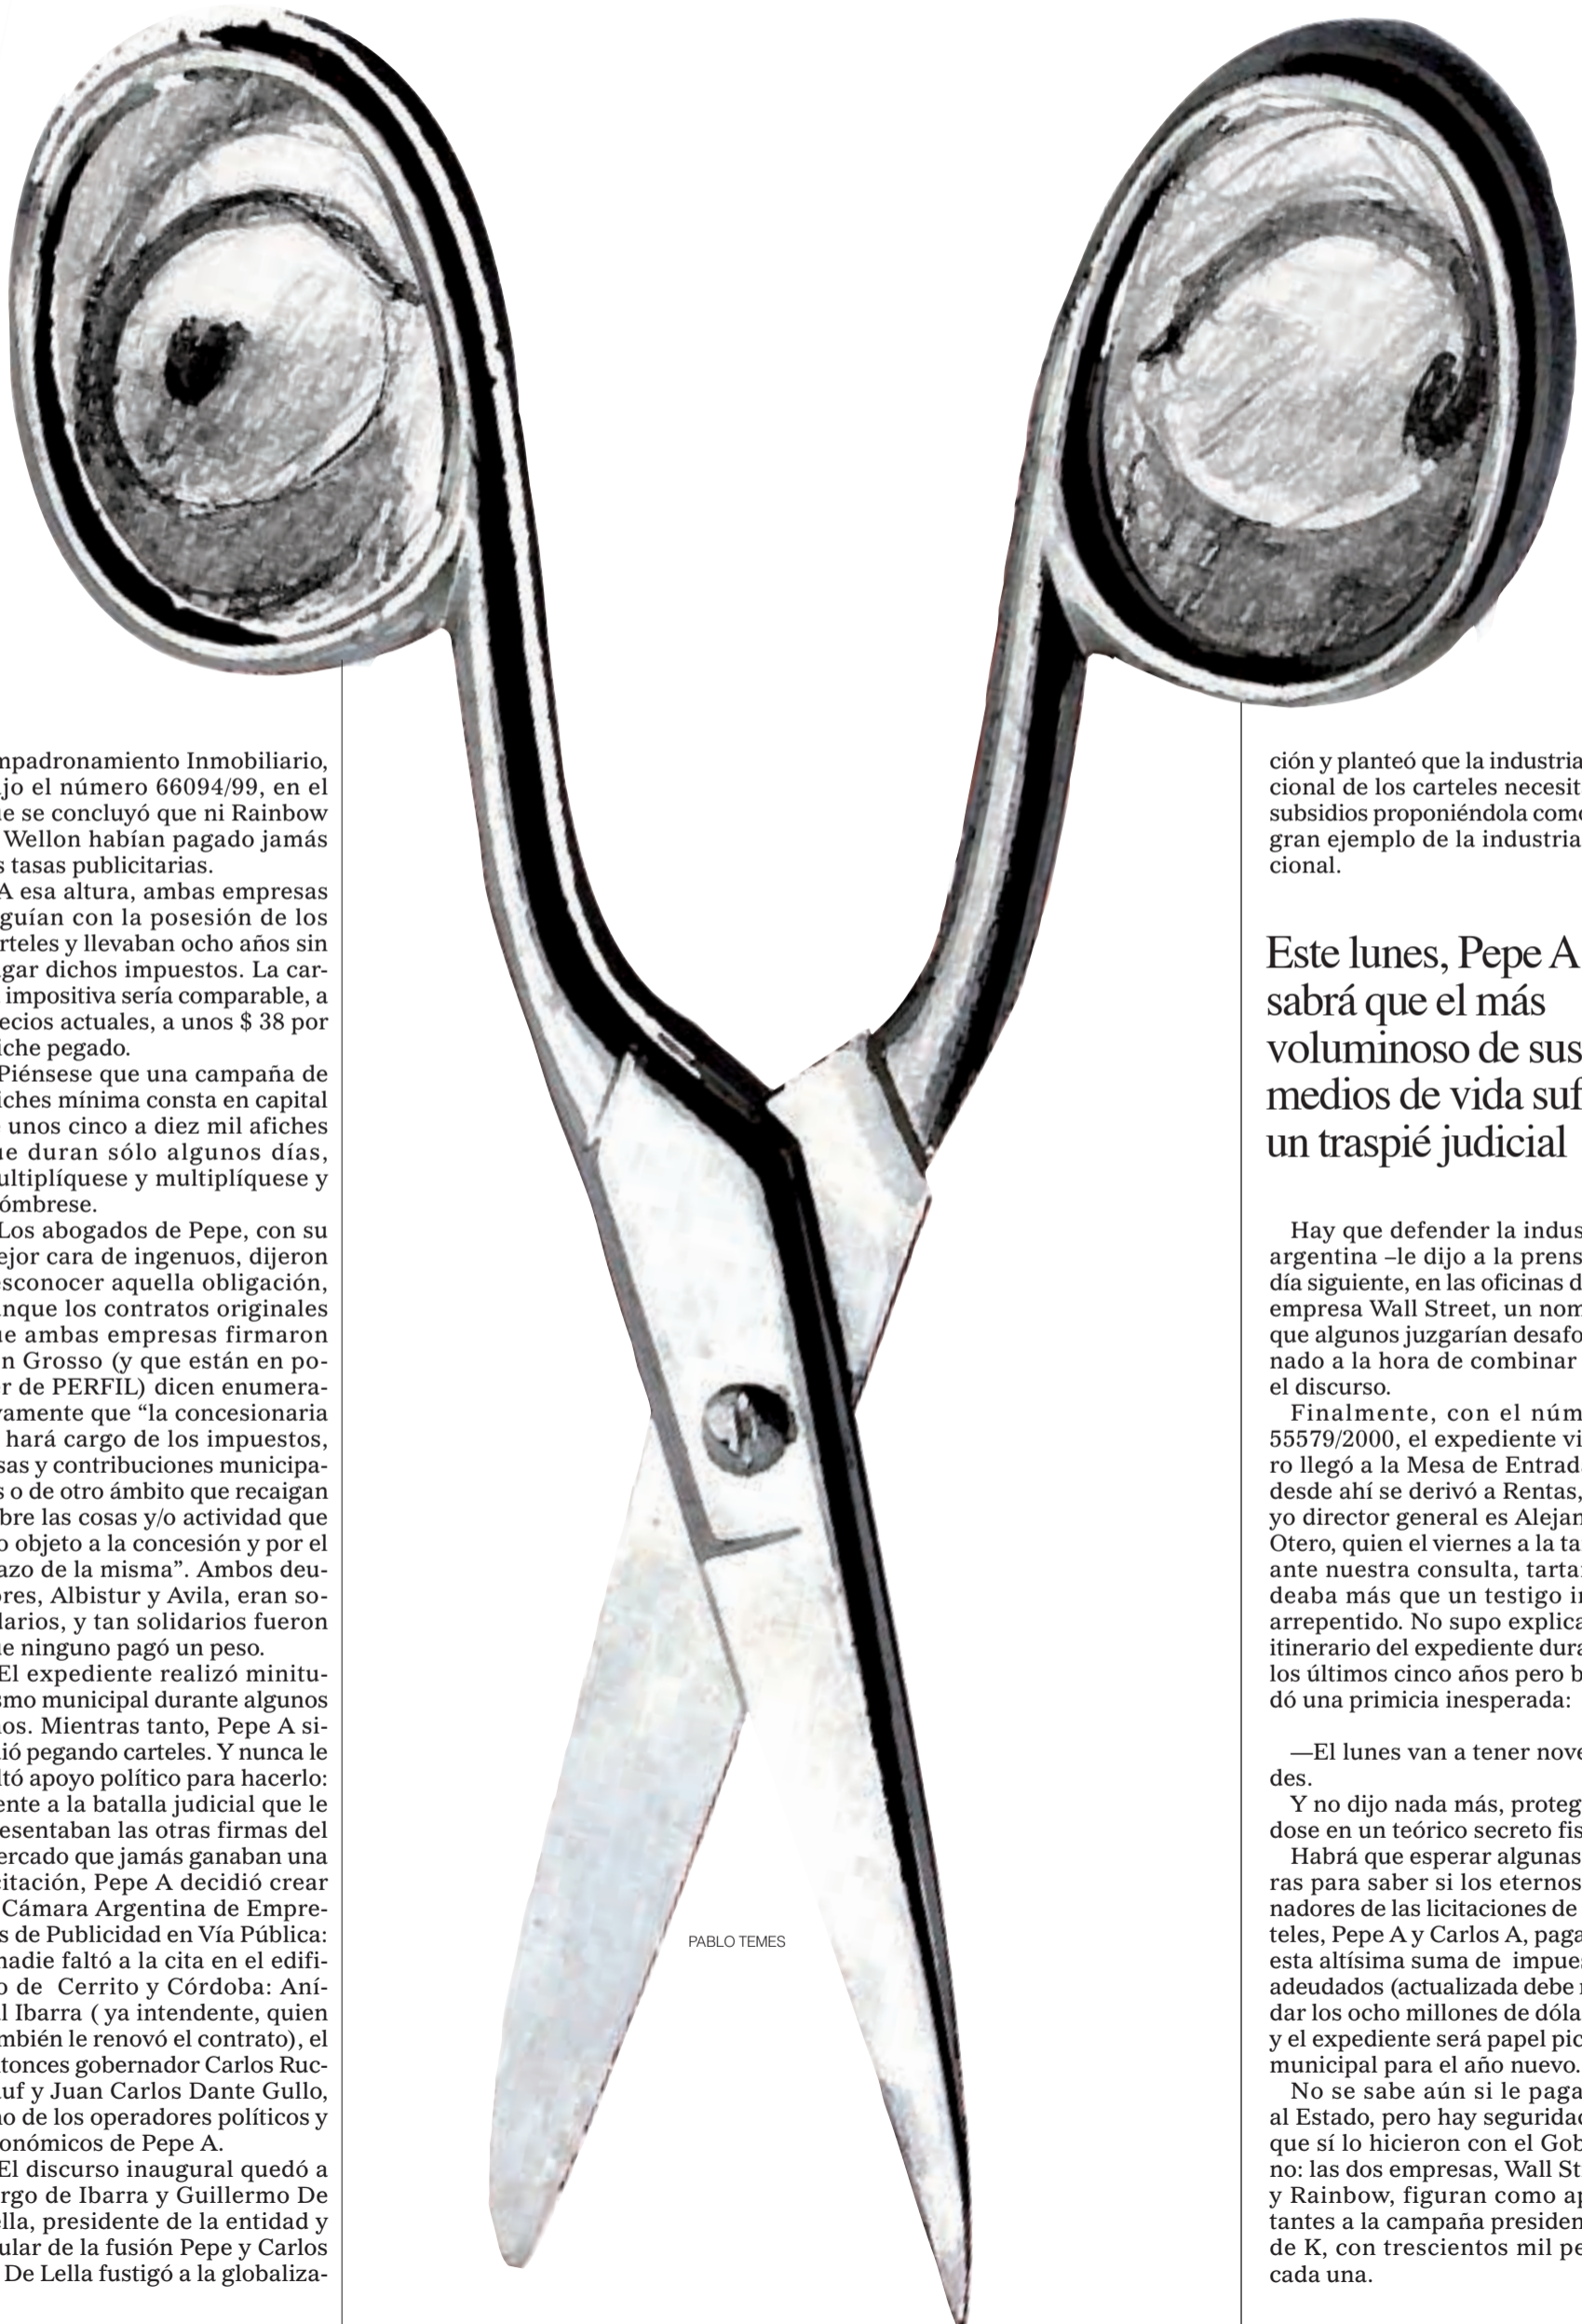 mpadronamiento Inmobiliario,
jo el número 66094/99, en el
e se concluyó que ni Rainbow
Wellon habían pagado jamás
s tasas publicitarias.
A esa altura, ambas empresas
guían con la posesión de los
rteles y llevaban ocho años sin
gar dichos impuestos. La car-
impositiva sería comparable, a
ecios actuales, a unos $ 38 por
iche pegado.
Piénsese que una campaña de
iches mínima consta en capital
unos cinco a diez mil afiches
ue duran sólo algunos días,
ultiplíquese y multiplíquese y
ómbrese.
Los abogados de Pepe, con su
ejor cara de ingenuos, dijeron
esconocer aquella obligación,
unque los contratos originales
ue ambas empresas firmaron
n Grosso (y que están en po-
r de PERFIL) dicen enumera-
vamente que “la concesionaria
hará cargo de los impuestos,
sas y contribuciones municipa-
s o de otro ámbito que recaigan
bre las cosas y/o actividad que
o objeto a la concesión y por el
azo de la misma”. Ambos deu-
res, Albistur y Avila, eran so-
larios, y tan solidarios fueron
ue ninguno pagó un peso.
El expediente realizó minitu-
smo municipal durante algunos
os. Mientras tanto, Pepe A si-
ió pegando carteles. Y nunca le
ltó apoyo político para hacerlo:
ente a la batalla judicial que le
esentaban las otras firmas del
ercado que jamás ganaban una
citación, Pepe A decidió crear
Cámara Argentina de Empre-
s de Publicidad en Vía Pública:
nadie faltó a la cita en el edifi-
o de Cerrito y Córdoba: Aní-
l Ibarra ( ya intendente, quien
mbién le renovó el contrato), el
tonces gobernador Carlos Ruc-
uf y Juan Carlos Dante Gullo,
no de los operadores políticos y
onómicos de Pepe A.
El discurso inaugural quedó a
rgo de Ibarra y Guillermo De
ella, presidente de la entidad y
ular de la fusión Pepe y Carlos
De Lella fustigó a la globaliza-
PABLO TEMES
ción y planteó que la industria
cional de los carteles necesit
subsidios proponiéndola como
gran ejemplo de la industria
cional.
Este lunes, Pepe A
sabrá que el más
voluminoso de sus
medios de vida suf
un traspié judicial
Hay que defender la indus
argentina –le dijo a la prens
día siguiente, en las oficinas d
empresa Wall Street, un nom
que algunos juzgarían desafo
nado a la hora de combinar
el discurso.
Finalmente, con el núm
55579/2000, el expediente vi
ro llegó a la Mesa de Entrada
desde ahí se derivó a Rentas,
yo director general es Alejan
Otero, quien el viernes a la ta
ante nuestra consulta, tarta
deaba más que un testigo in
arrepentido. No supo explica
itinerario del expediente dura
los últimos cinco años pero b
dó una primicia inesperada:
—El lunes van a tener nove
des.
Y no dijo nada más, proteg
dose en un teórico secreto fis
Habrá que esperar algunas
ras para saber si los eternos
nadores de las licitaciones de
teles, Pepe A y Carlos A, paga
esta altísima suma de impues
adeudados (actualizada debe r
dar los ocho millones de dóla
y el expediente será papel pic
municipal para el año nuevo.
No se sabe aún si le paga
al Estado, pero hay seguridad
que sí lo hicieron con el Gob
no: las dos empresas, Wall St
y Rainbow, figuran como ap
tantes a la campaña presiden
de K, con trescientos mil pe
cada una.